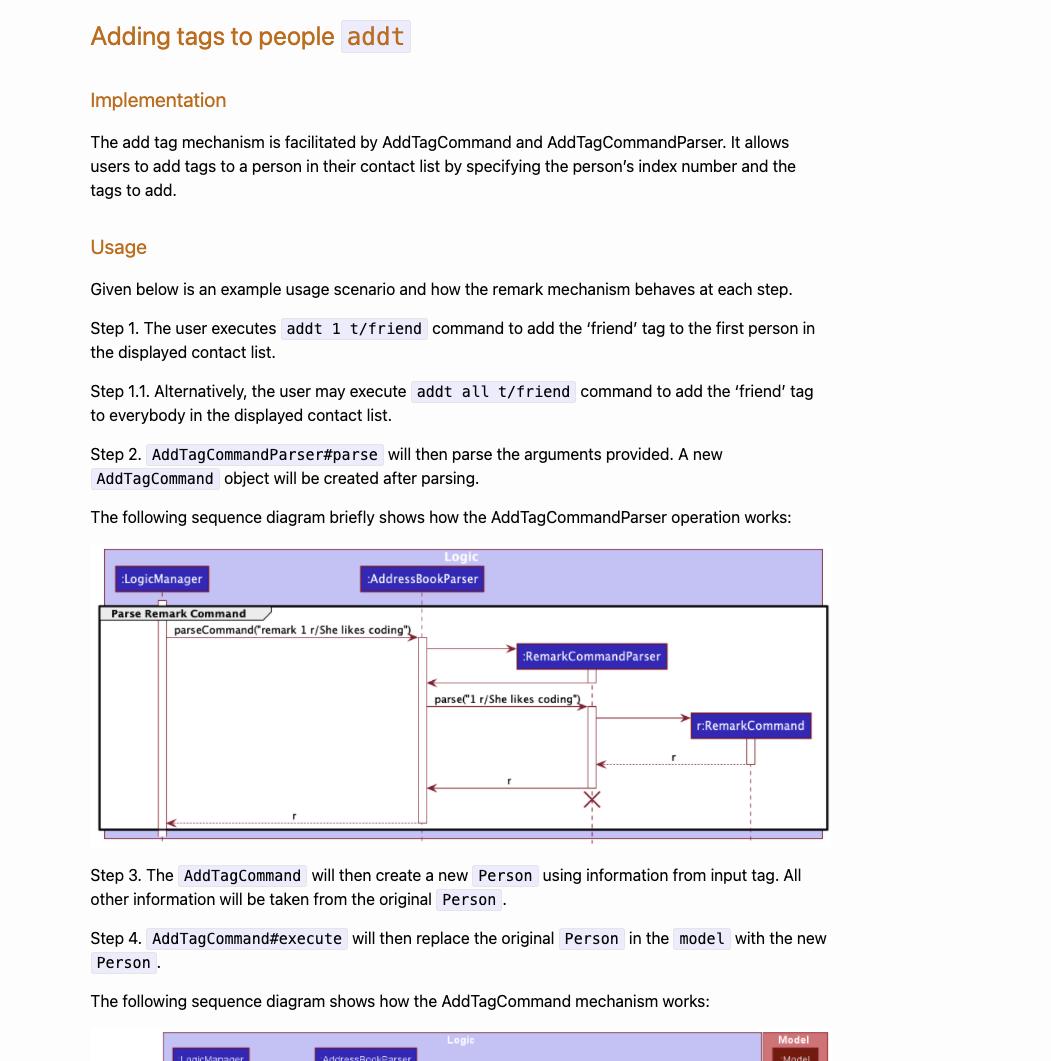 Adding tags to people addt
Implementation
The add tag mechanism is facilitated by AddTagCommand and AddTagCommandParser. It allows
users to add tags to a person in their contact list by specifying the person’s index number and the
tags to add.
Usage
Given below is an example usage scenario and how the remark mechanism behaves at each step.
Step 1. The user executes addt 1 t/friend command to add the ‘friend’ tag to the first person in
the displayed contact list.
Step 1.1. Alternatively, the user may execute addt all t/friend command to add the ‘friend’ tag
to everybody in the displayed contact list.
Step 2. AddTagCommandParser#parse will then parse the arguments provided. A new
AddTagCommand object will be created after parsing.
The following sequence diagram briefly shows how the AddTagCommandParser operation works:
Logic
:LogicManager :AddressBookParser
Parse Remark Command
parseCommand("remark 1 r/She likes coding")
:RemarkCommandParser
parse("1 r/She likes coding")
r:RemarkCommand
r
r
r
Step 3. The AddTagCommand will then create a new Person using information from input tag. All
other information will be taken from the original Person.
Step 4. AddTagCommand#execute will then replace the original Person in the model with the new
Person.
The following sequence diagram shows how the AddTagCommand mechanism works:
Logic Model
:LogicManager :AddressBookParser :Model